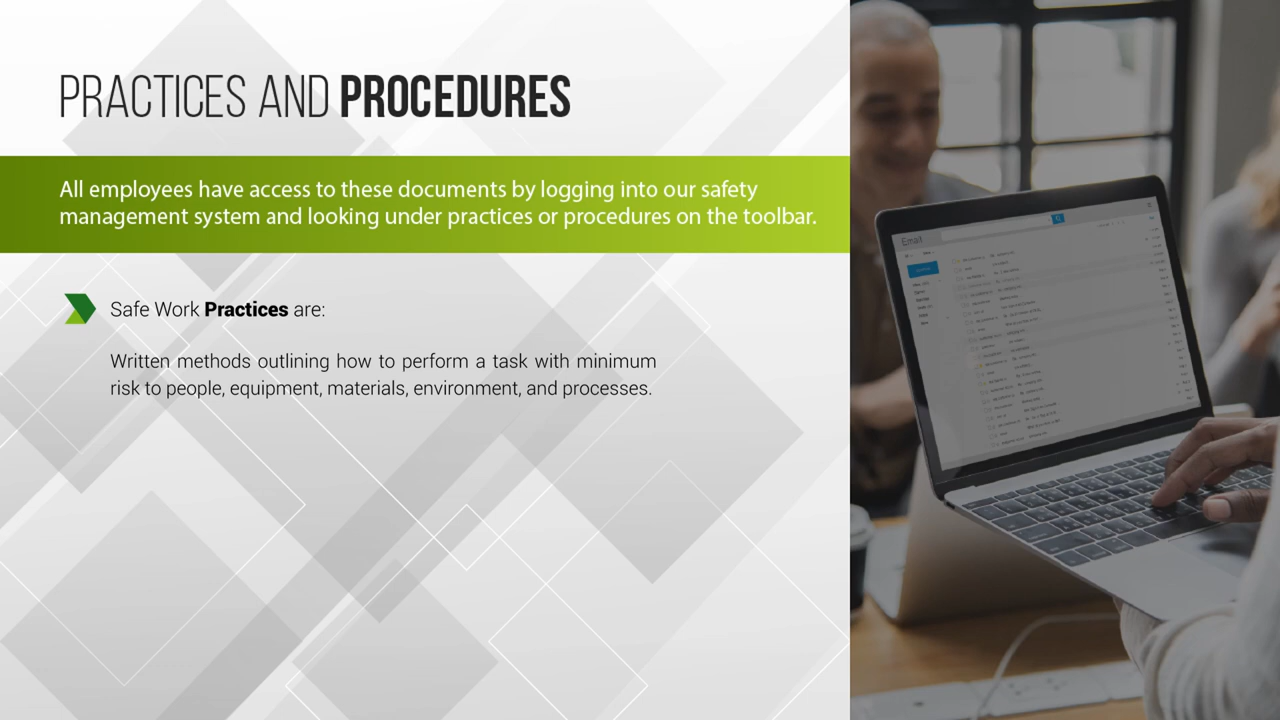 PRACTICES AND PROCEDURES
All employees have access to these documents by logging into our safety
management system and looking under practices or procedures on the toolbar.
Safe Work Practices are:
Written methods outlining how to perform a task with minimum
risk to people, equipment, materials, environment, and processes.
Email